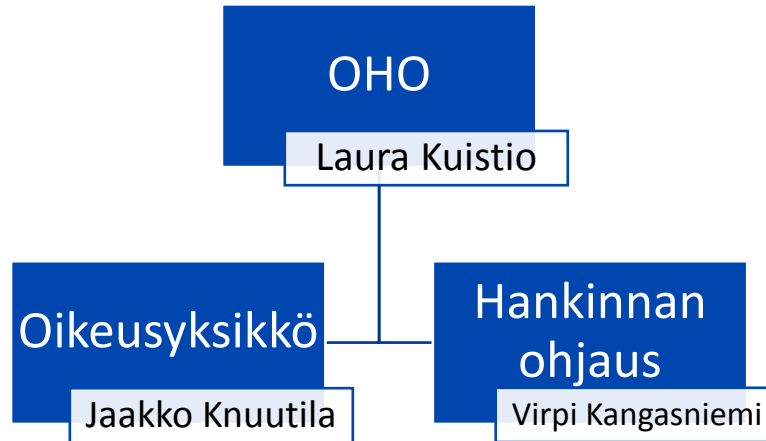 OHO
Laura Kuistio
Oikeusyksikkö
Jaakko Knuutila
Hankinnan
ohjaus
Virpi Kangasniemi